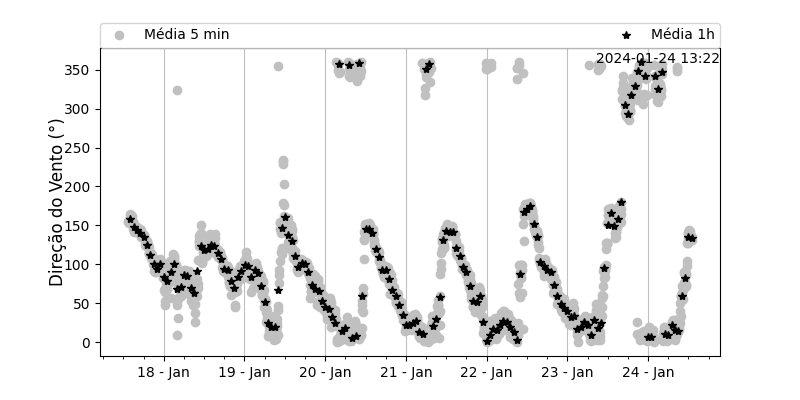 Média 5 min
Média 1h
2024-01-24 13:22
Direção do Vento (°)
350
300
250
200
150
100
50
0
18 - Jan
19 - Jan
20 - Jan
21 - Jan
22 - Jan
23 - Jan
24 - Jan